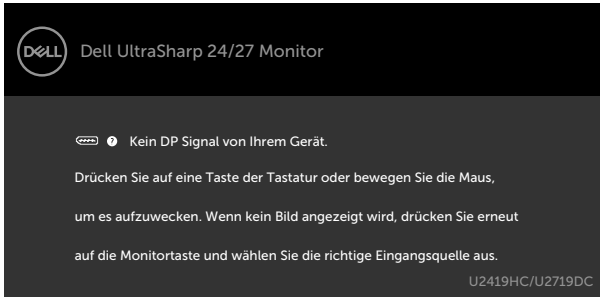 DELL Dell UltraSharp 24/27 Monitor
? Kein DP Signal von Ihrem Gerät.
Drücken Sie auf eine Taste der Tastatur oder bewegen Sie die Maus,
um es aufzuwecken. Wenn kein Bild angezeigt wird, drücken Sie erneut
auf die Monitortaste und wählen Sie die richtige Eingangsquelle aus.
U2419HC/U2719DC